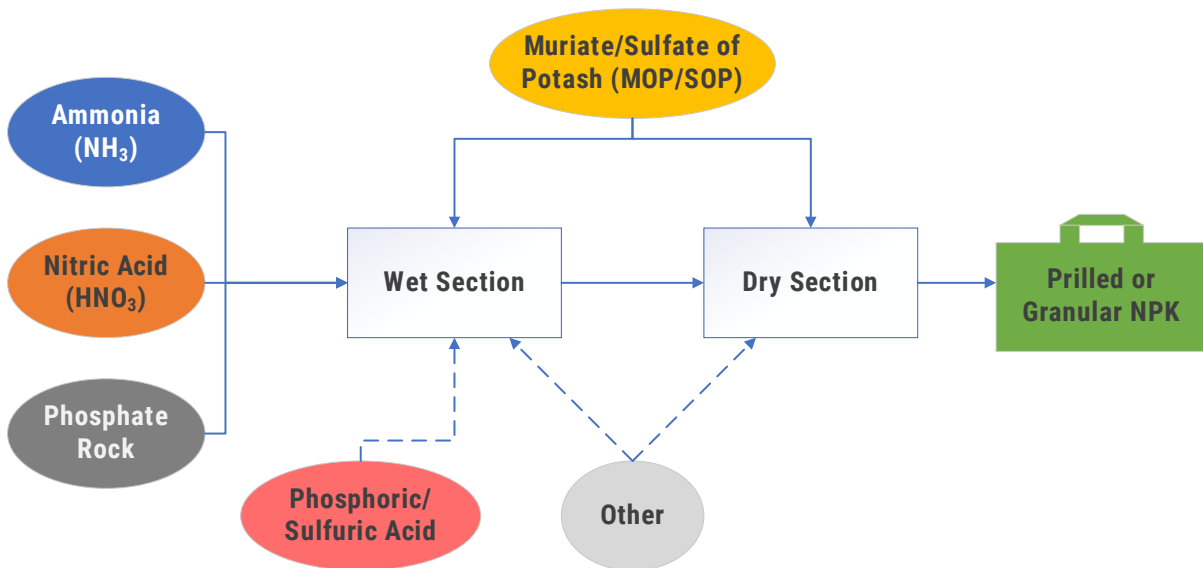 Muriate/Sulfate of
Potash (MOP/SOP)
Ammonia
(NH₃)
Nitric Acid
(HNO₃)
Wet Section
Dry Section
Prilled or
Granular NPK
Phosphate
Rock
Phosphoric/
Sulfuric Acid
Other